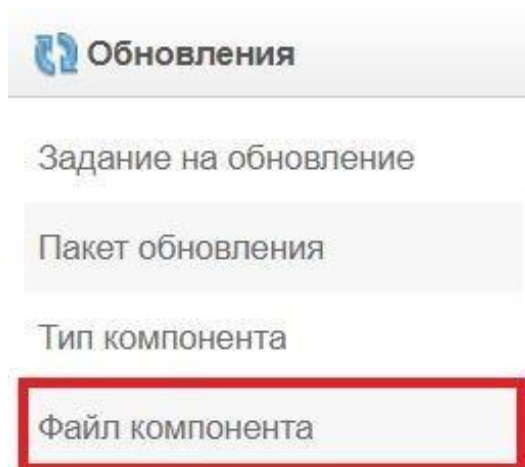 Обновления
Задание на обновление
Пакет обновления
Тип компонента
Файл компонента